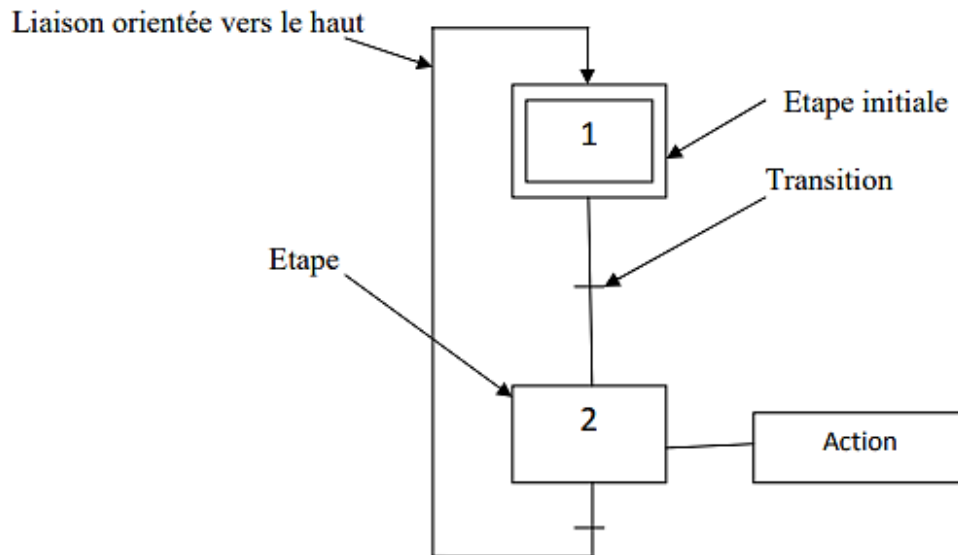 Liaison orientée vers le haut
1
Etape initiale
Transition
Etape
2
Action